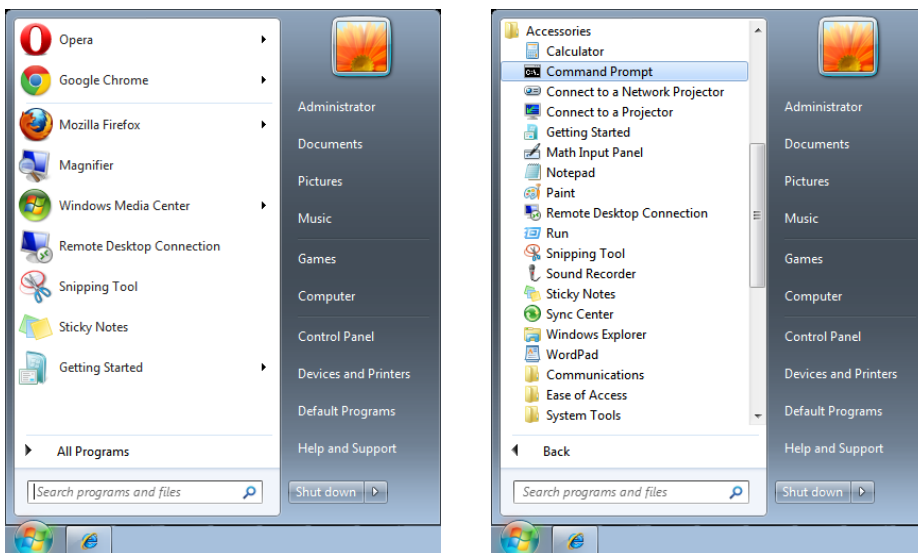 Opera
Google Chrome
Mozilla Firefox
Magnifier
Windows Media Center
Remote Desktop Connection
Snipping Tool
Sticky Notes
Getting Started
All Programs
Search programs and files
Administrator
Documents
Pictures
Music
Games
Computer
Control Panel
Devices and Printers
Default Programs
Help and Support
Shut down
Accessories
Calculator
C:\.
Command Prompt
Connect to a Network Projector
Connect to a Projector
Getting Started
Math Input Panel
Notepad
Paint
Remote Desktop Connection
Run
Snipping Tool
Sound Recorder
Sticky Notes
Sync Center
Windows Explorer
WordPad
Communications
Ease of Access
System Tools
Back
Search programs and files
Administrator
Documents
Pictures
Music
Games
Computer
Control Panel
Devices and Printers
Default Programs
Help and Support
Shut down